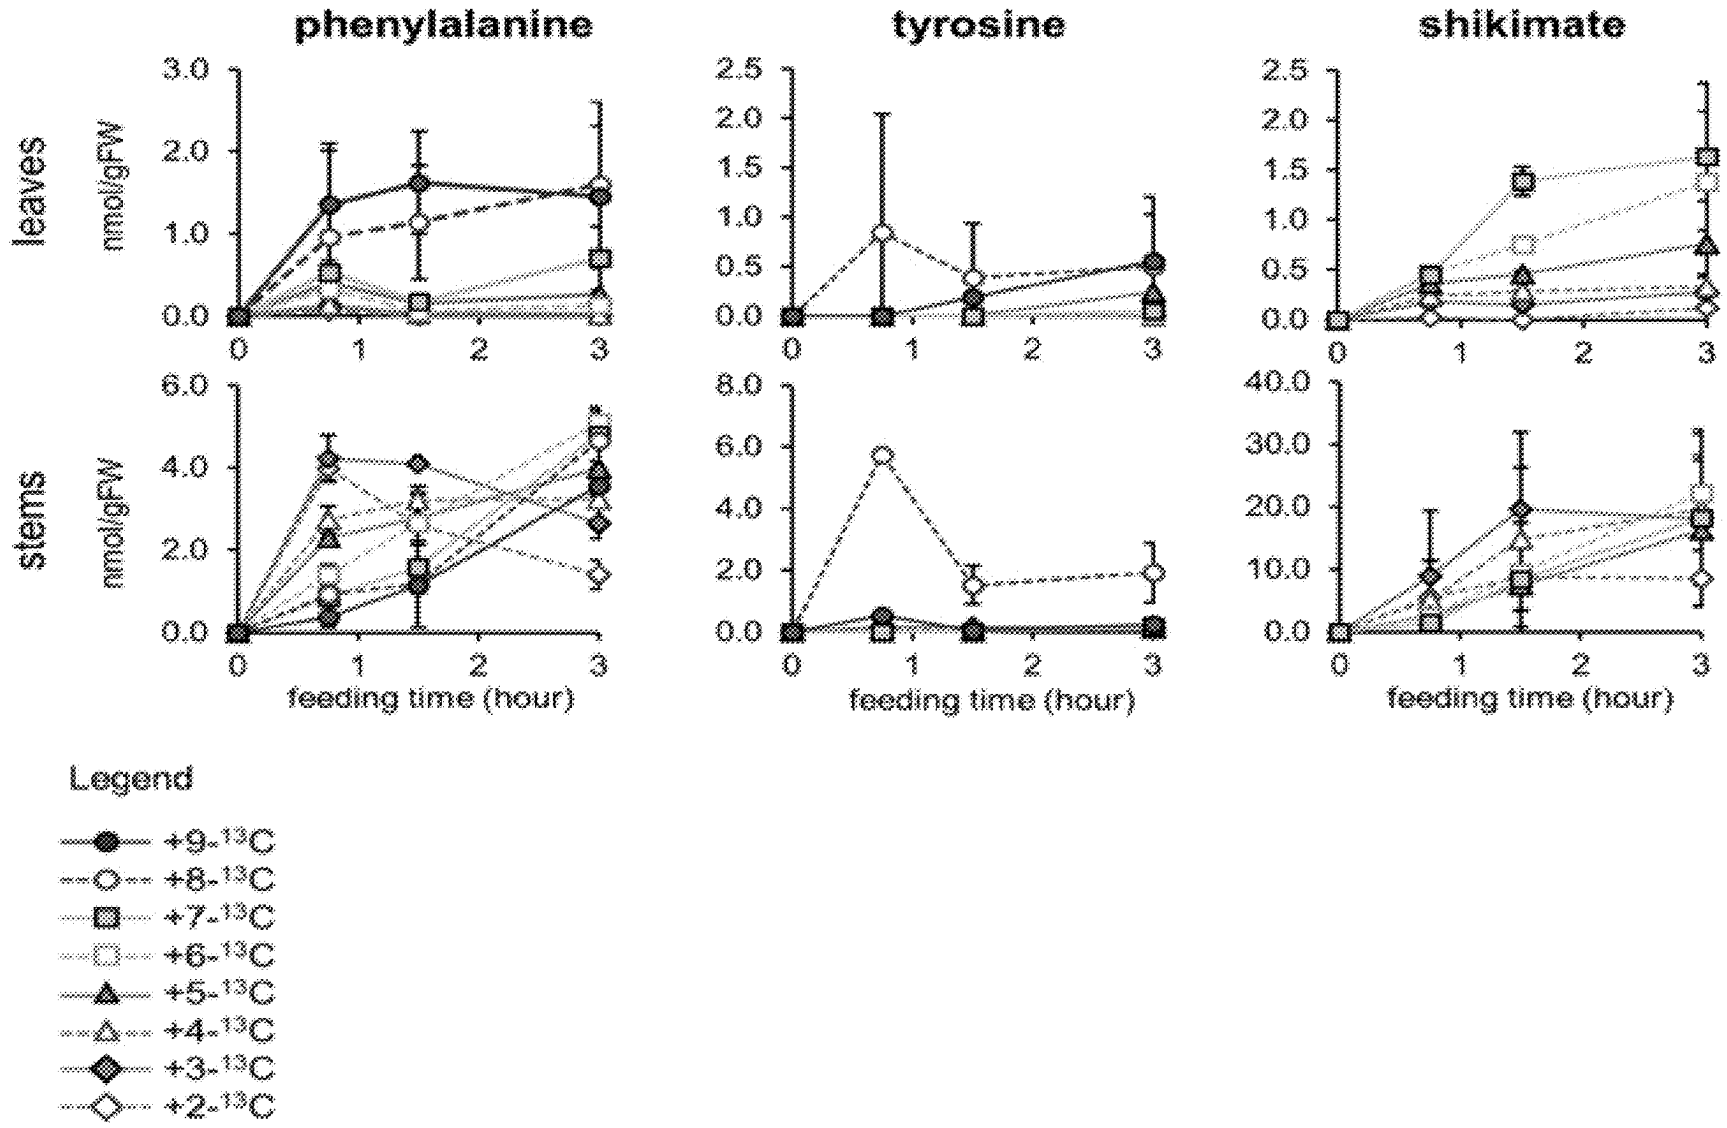 phenylalanine
tyrosine
shikimate
leaves
nmol/gFW
3.0
2.0
1.0
0.0
0 1 2 3
2.5
2.0
1.5
1.0
0.5
0.0
0 1 2 3
2.5
2.0
1.5
1.0
0.5
0.0
0 1 2 3
stems
nmol/gFW
6.0
4.0
2.0
0.0
0 1 2 3
feeding time (hour)
8.0
6.0
4.0
2.0
0.0
0 1 2 3
feeding time (hour)
40.0
30.0
20.0
10.0
0.0
0 1 2 3
feeding time (hour)
Legend
+9-¹³C
+8-¹³C
+7-¹³C
+6-¹³C
+5-¹³C
+4-¹³C
+3-¹³C
+2-¹³C